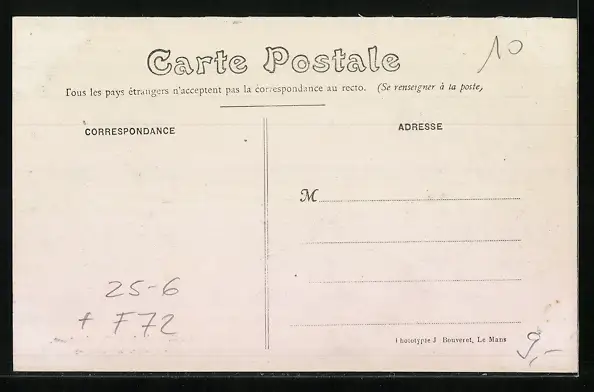 Carte Postale
10
Tous les pays étrangers n'acceptent pas la correspondance au recto. (Se renseigner à la poste)
CORRESPONDANCE
ADRESSE
M
25-6
+ F72
Phototypie J. Bouveret, Le Mans
9,-